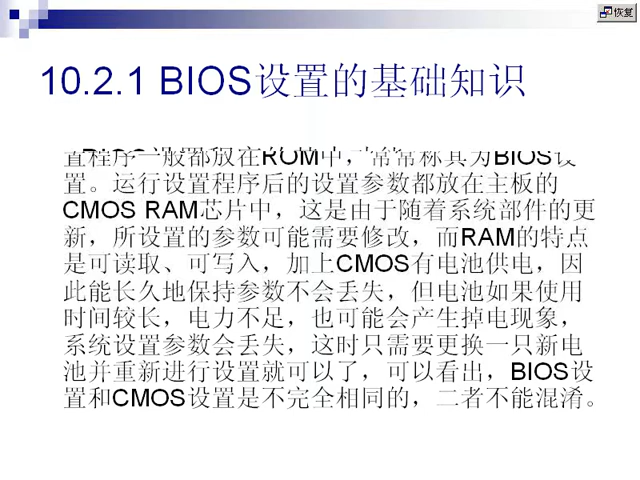 恢复
10.2.1 BIOS设置的基础知识
置程序一般都放在ROM中，常常称其为BIOS设
置。运行设置程序后的设置参数都放在主板的
CMOS RAM芯片中，这是由于随着系统部件的更
新，所设置的参数可能需要修改，而RAM的特点
是可读取、可写入，加上CMOS有电池供电，因
此能长久地保持参数不会丢失，但电池如果使用
时间较长，电力不足，也可能会产生掉电现象，
系统设置参数会丢失，这时只需要更换一只新电
池并重新进行设置就可以了，可以看出，BIOS设
置和CMOS设置是不完全相同的，二者不能混淆。